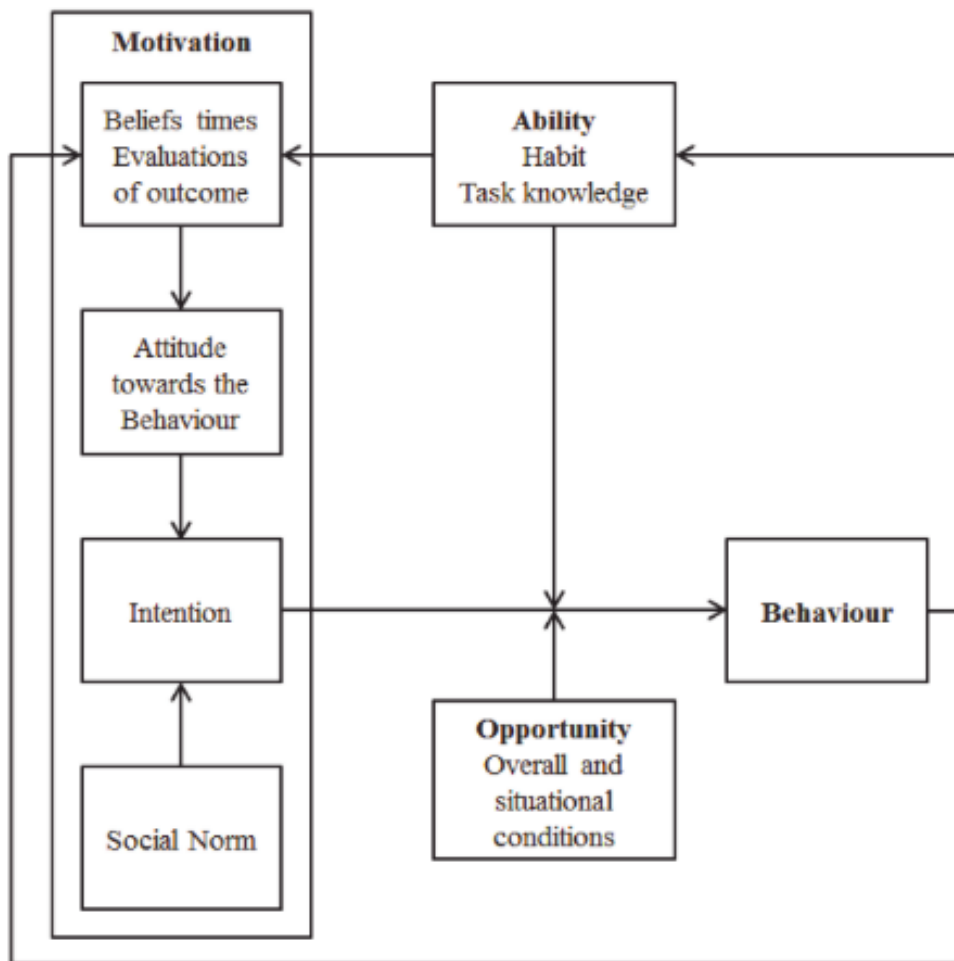 Motivation
Beliefs times
Evaluations
of outcome
Attitude
towards the
Behaviour
Intention
Social Norm
Ability
Habit
Task knowledge
Opportunity
Overall and
situational
conditions
Behaviour